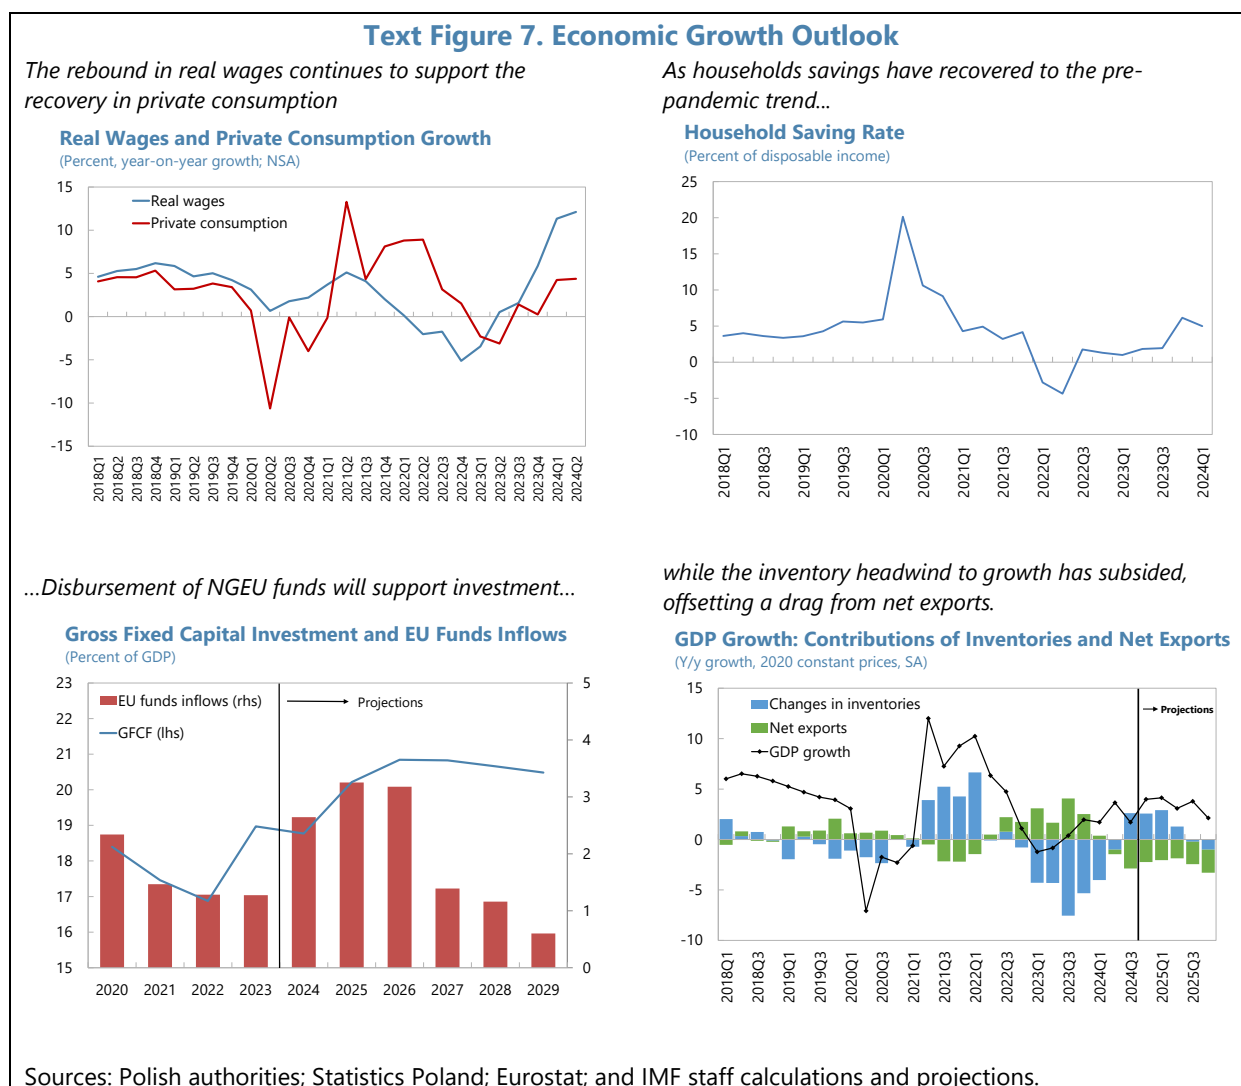 Text Figure 7. Economic Growth Outlook
The rebound in real wages continues to support the
recovery in private consumption
Real Wages and Private Consumption Growth
(Percent, year-on-year growth; NSA)
15
10
5
0
-5
-10
-15
Real wages
Private consumption
2018Q1
2018Q2
2018Q3
2018Q4
2019Q1
2019Q2
2019Q3
2019Q4
2020Q1
2020Q2
2020Q3
2020Q4
2021Q1
2021Q2
2021Q3
2021Q4
2022Q1
2022Q2
2022Q3
2022Q4
2023Q1
2023Q2
2023Q3
2023Q4
2024Q1
2024Q2
As households savings have recovered to the pre-
pandemic trend...
Household Saving Rate
(Percent of disposable income)
25
20
15
10
5
0
-5
-10
2018Q1
2018Q3
2019Q1
2019Q3
2020Q1
2020Q3
2021Q1
2021Q3
2022Q1
2022Q3
2023Q1
2023Q3
2024Q1
...Disbursement of NGEU funds will support investment...
Gross Fixed Capital Investment and EU Funds Inflows
(Percent of GDP)
23
22
21
20
19
18
17
16
15
EU funds inflows (rhs)
GFCF (lhs)
Projections
5
4
3
2
1
0
2020
2021
2022
2023
2024
2025
2026
2027
2028
2029
while the inventory headwind to growth has subsided,
offsetting a drag from net exports.
GDP Growth: Contributions of Inventories and Net Exports
(Y/y growth, 2020 constant prices, SA)
15
10
5
0
-5
-10
Changes in inventories
Net exports
GDP growth
Projections
2018Q1
2018Q3
2019Q1
2019Q3
2020Q1
2020Q3
2021Q1
2021Q3
2022Q1
2022Q3
2023Q1
2023Q3
2024Q1
2024Q3
2025Q1
2025Q3
Sources: Polish authorities; Statistics Poland; Eurostat; and IMF staff calculations and projections.